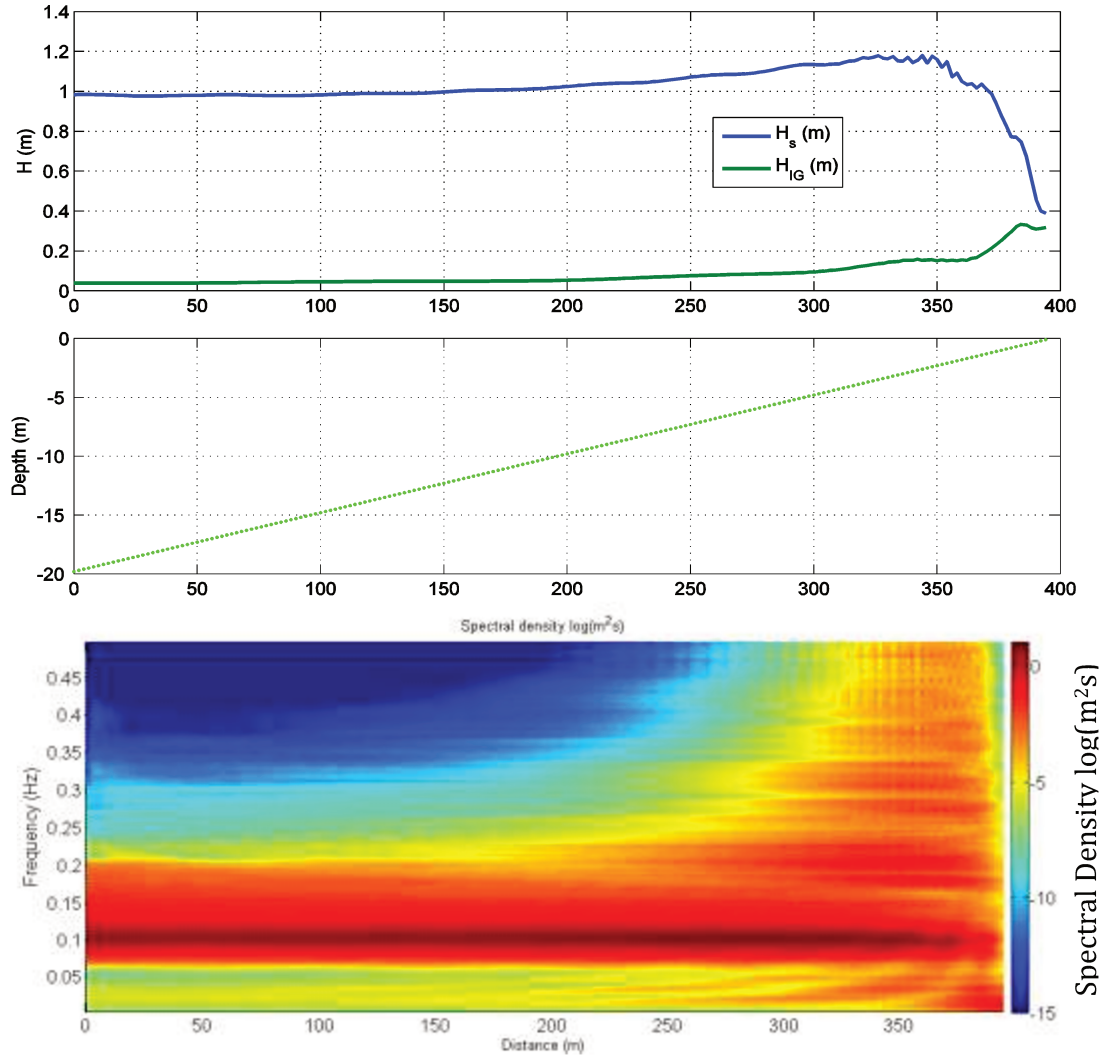 1.4
1.2
1
0.8
0.6
0.4
0.2
0
H (m)
Hs (m)
HIG (m)
0 50 100 150 200 250 300 350 400
0
-5
-10
-15
-20
Depth (m)
0 50 100 150 200 250 300 350 400
Spectral density log(m²s)
0.45
0.4
0.35
0.3
0.25
0.2
0.15
0.1
0.05
Frequency (Hz)
0 50 100 150 200 250 300 350
Distance (m)
0
-5
-10
-15
Spectral Density log(m²s)